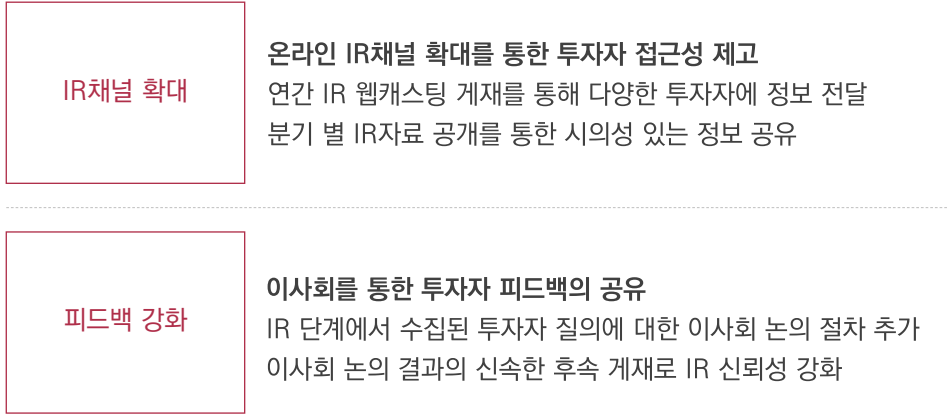 IR채널 확대
온라인 IR채널 확대를 통한 투자자 접근성 제고
연간 IR 웹캐스팅 게재를 통해 다양한 투자자에 정보 전달
분기 별 IR자료 공개를 통한 시의성 있는 정보 공유
피드백 강화
이사회를 통한 투자자 피드백의 공유
IR 단계에서 수집된 투자자 질의에 대한 이사회 논의 절차 추가
이사회 논의 결과의 신속한 후속 게재로 IR 신뢰성 강화